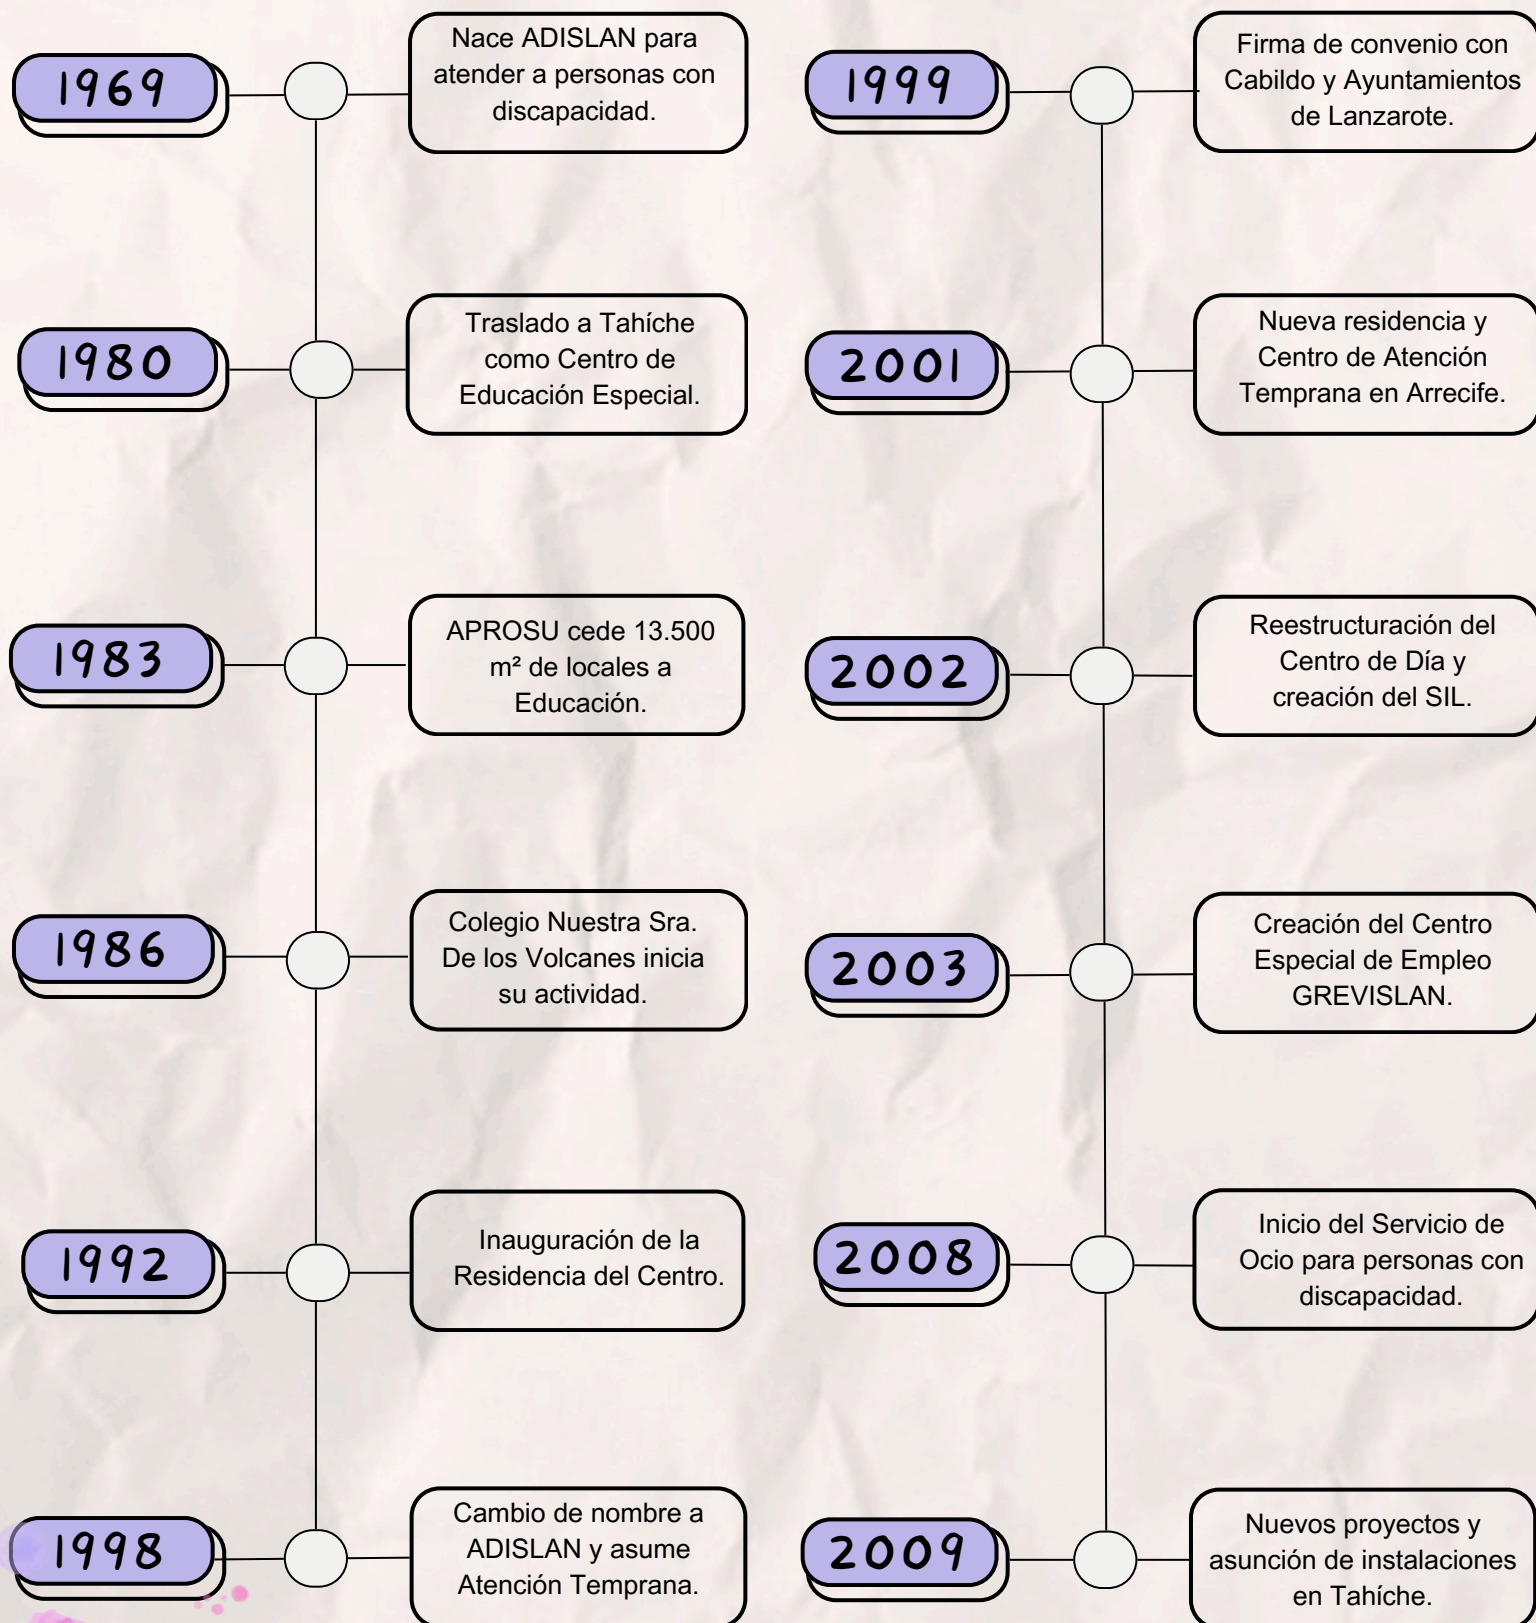 1969
Nace ADISLAN para
atender a personas con
discapacidad.
1980
Traslado a Tahíche
como Centro de
Educación Especial.
1983
APROSU cede 13.500
m² de locales a
Educación.
1986
Colegio Nuestra Sra.
De los Volcanes inicia
su actividad.
1992
Inauguración de la
Residencia del Centro.
1998
Cambio de nombre a
ADISLAN y asume
Atención Temprana.
1999
Firma de convenio con
Cabildo y Ayuntamientos
de Lanzarote.
2001
Nueva residencia y
Centro de Atención
Temprana en Arrecife.
2002
Reestructuración del
Centro de Día y
creación del SIL.
2003
Creación del Centro
Especial de Empleo
GREVISLAN.
2008
Inicio del Servicio de
Ocio para personas con
discapacidad.
2009
Nuevos proyectos y
asunción de instalaciones
en Tahíche.